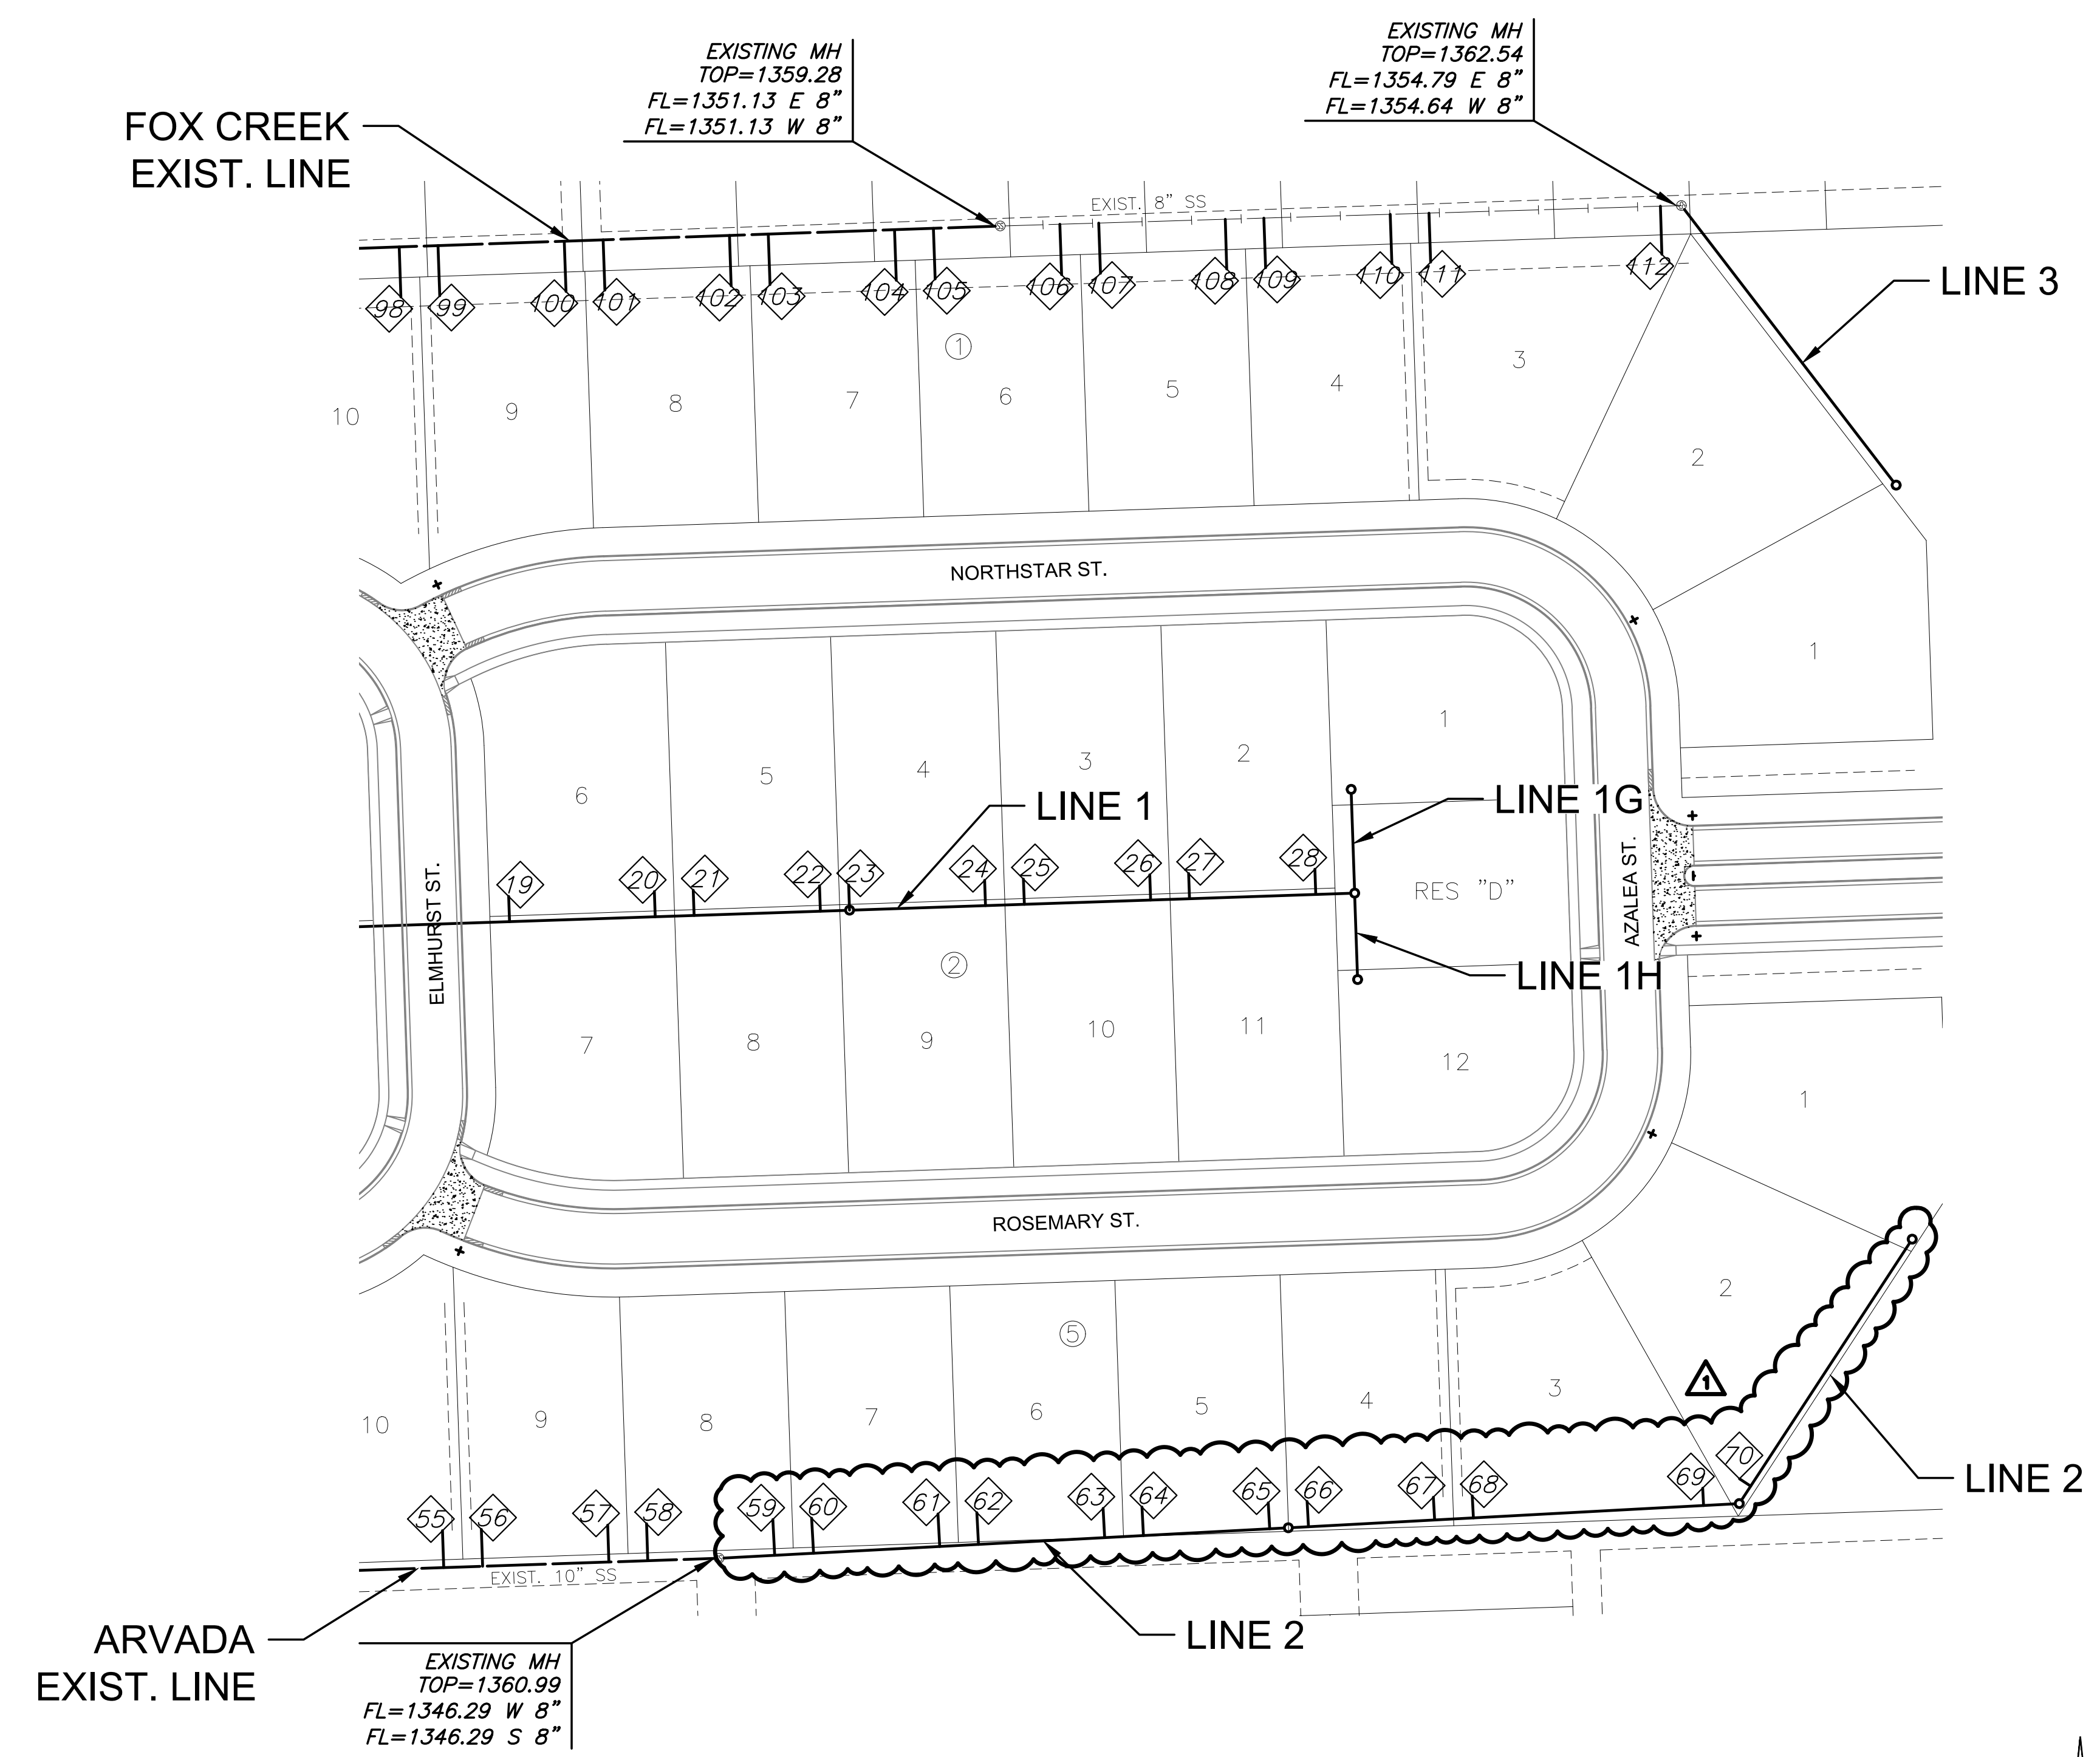 EXISTING MH
TOP=1359.28
FL=1351.13 E 8"
FL=1351.13 W 8"
EXISTING MH
TOP=1362.54
FL=1354.79 E 8"
FL=1354.64 W 8"
FOX CREEK
EXIST. LINE
EXIST. 8" SS
LINE 3
98
99
100
101
102
103
104
105
106
107
108
109
110
111
112
1
10
9
8
7
6
5
4
3
2
1
NORTHSTAR ST.
6
5
4
3
2
1
LINE 1
LINE 1G
19
20
21
22
23
24
25
26
27
28
RES "D"
ELMHURST ST.
AZALEA ST.
2
LINE 1H
7
8
9
10
11
12
1
ROSEMARY ST.
2
5
1
10
9
8
7
6
5
4
3
55
56
57
58
59
60
61
62
63
64
65
66
67
68
69
70
LINE 2
EXIST. 10" SS
LINE 2
ARVADA
EXIST. LINE
EXISTING MH
TOP=1360.99
FL=1346.29 W 8"
FL=1346.29 S 8"